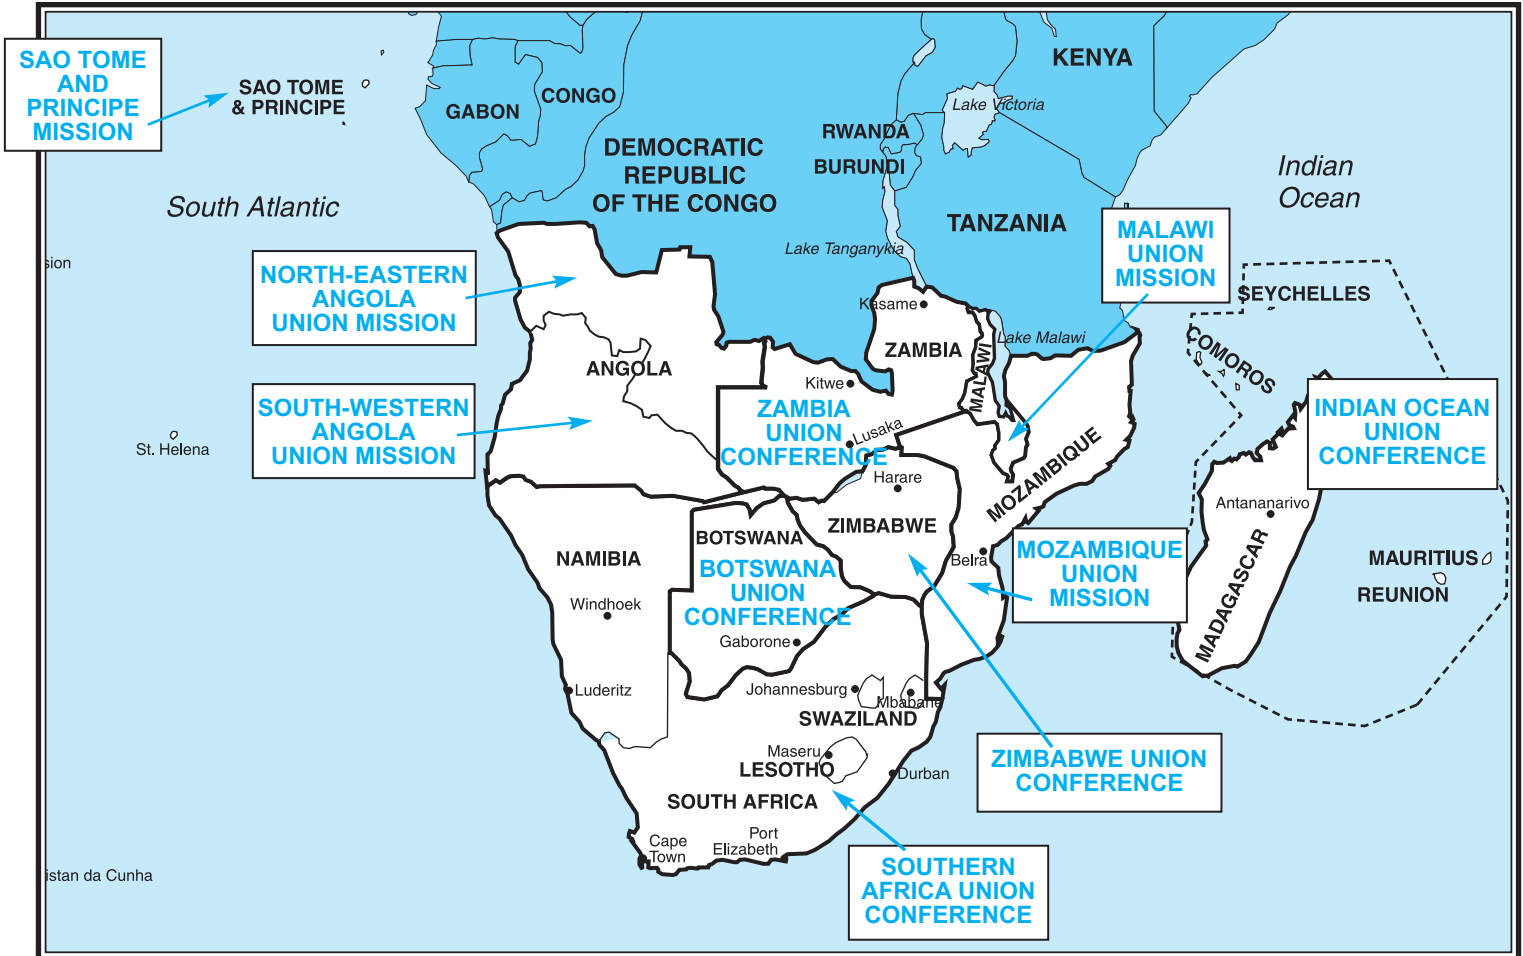 SAO TOME
AND
PRINCIPE
MISSION
SAO TOME
& PRINCIPE
GABON
CONGO
DEMOCRATIC
REPUBLIC
OF THE CONGO
KENYA
Lake Victoria
RWANDA
BURUNDI
TANZANIA
Lake Tanganykia
Indian
Ocean
South Atlantic
sion
NORTH-EASTERN
ANGOLA
UNION MISSION
MALAWI
UNION
MISSION
SEYCHELLES
COMOROS
Kasame
ZAMBIA
MALAWI
Lake Malawi
ANGOLA
Kitwe
SOUTH-WESTERN
ANGOLA
UNION MISSION
ZAMBIA
UNION
CONFERENCE
Lusaka
INDIAN OCEAN
UNION
CONFERENCE
St. Helena
Harare
MOZAMBIQUE
Antananarivo
ZIMBABWE
BOTSWANA
NAMIBIA
BOTSWANA
UNION
CONFERENCE
Belra
MOZAMBIQUE
UNION
MISSION
MADAGASCAR
MAURITIUS
REUNION
Windhoek
Gaborone
Luderitz
Johannesburg
Mbabane
SWAZILAND
Maseru
LESOTHO
Durban
ZIMBABWE UNION
CONFERENCE
SOUTH AFRICA
Cape
Town
Port
Elizabeth
SOUTHERN
AFRICA UNION
CONFERENCE
istan da Cunha